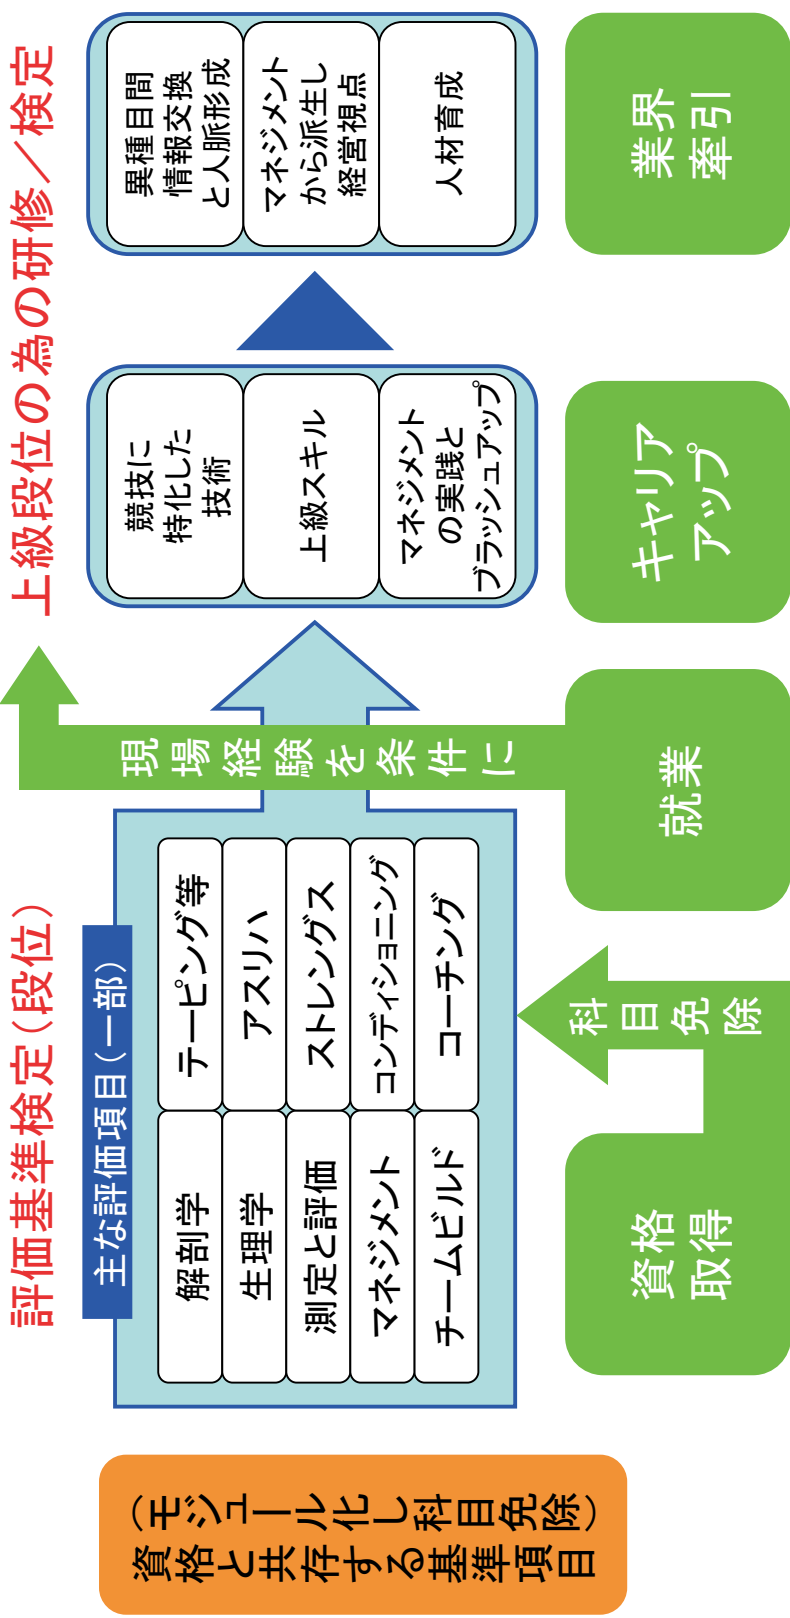 資格と共存する基準項目
（モジュール化し科目免除）
評価基準検定（段位）
主な評価項目（一部）
解剖学
テーピング等
生理学
アスリハ
測定と評価
ストレングス
マネジメント
コンディショニング
チームビルド
コーチング
上級段位の為の研修／検定
競技に
特化した
技術
上級スキル
マネジメント
の実践と
ブラッシュアップ
異種目間
情報交換
と人脈形成
マネジメント
から派生し
経営視点
人材育成
現場経験を条件に
科目免除
資格
取得
就業
キャリア
アップ
業界
牽引